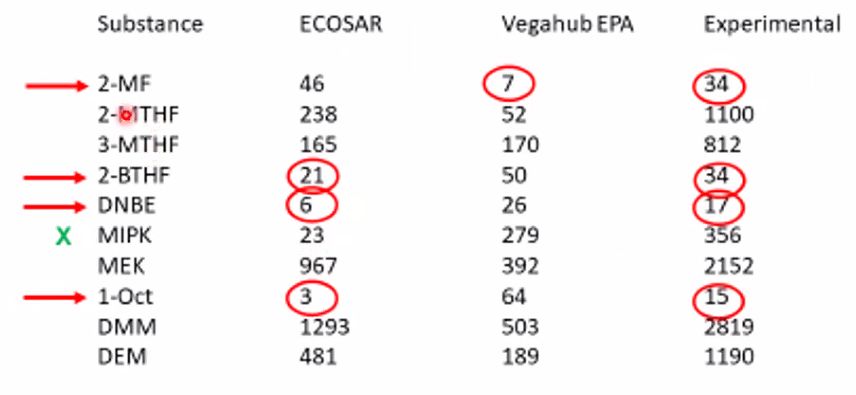 Substance ECOSAR Vegahub EPA Experimental
2-MF 46 7 34
2-MTHF 238 52 1100
3-MTHF 165 170 812
2-BTHF 21 50 34
DNBE 6 26 17
X MIPK 23 279 356
MEK 967 392 2152
1-Oct 3 64 15
DMM 1293 503 2819
DEM 481 189 1190